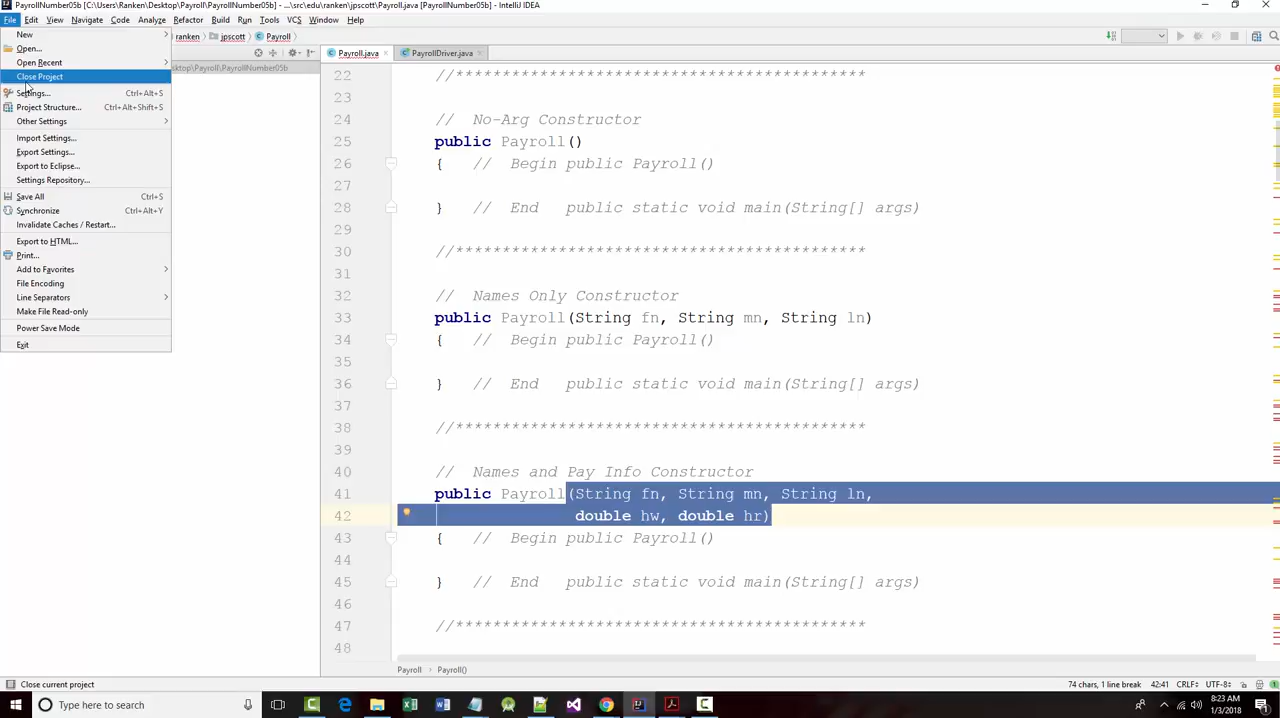 PayrollNumber05b [C:\Users\Ranken\Desktop\Payroll\PayrollNumber05b] - ...\src\edu\ranken\jpscott\Payroll.java [PayrollNumber05b] - IntelliJ IDEA
File Edit View Navigate Code Analyze Refactor Build Run Tools VCS Window Help
New
Open...
Open Recent
Close Project
Settings... Ctrl+Alt+S
Project Structure... Ctrl+Alt+Shift+S
Other Settings
Import Settings...
Export Settings...
Export to Eclipse...
Settings Repository...
Save All Ctrl+S
Synchronize Ctrl+Alt+Y
Invalidate Caches / Restart...
Export to HTML...
Print...
Add to Favorites
File Encoding
Line Separators
Make File Read-only
Power Save Mode
Exit
ranken jpscott Payroll
sktop\Payroll\PayrollNumber05b
Payroll.java PayrollDriver.java
22 //****************************************
23
24 // No-Arg Constructor
25 public Payroll()
26 { // Begin public Payroll()
27
28 } // End public static void main(String[] args)
29
30 //****************************************
31
32 // Names Only Constructor
33 public Payroll(String fn, String mn, String ln)
34 { // Begin public Payroll()
35
36 } // End public static void main(String[] args)
37
38 //****************************************
39
40 // Names and Pay Info Constructor
41 public Payroll(String fn, String mn, String ln,
42 double hw, double hr)
43 { // Begin public Payroll()
44
45 } // End public static void main(String[] args)
46
47 //****************************************
48
Payroll › Payroll()
Close current project
74 chars, 1 line break 42:41 CRLF÷ UTF-8÷
Type here to search
8:23 AM
1/3/2018